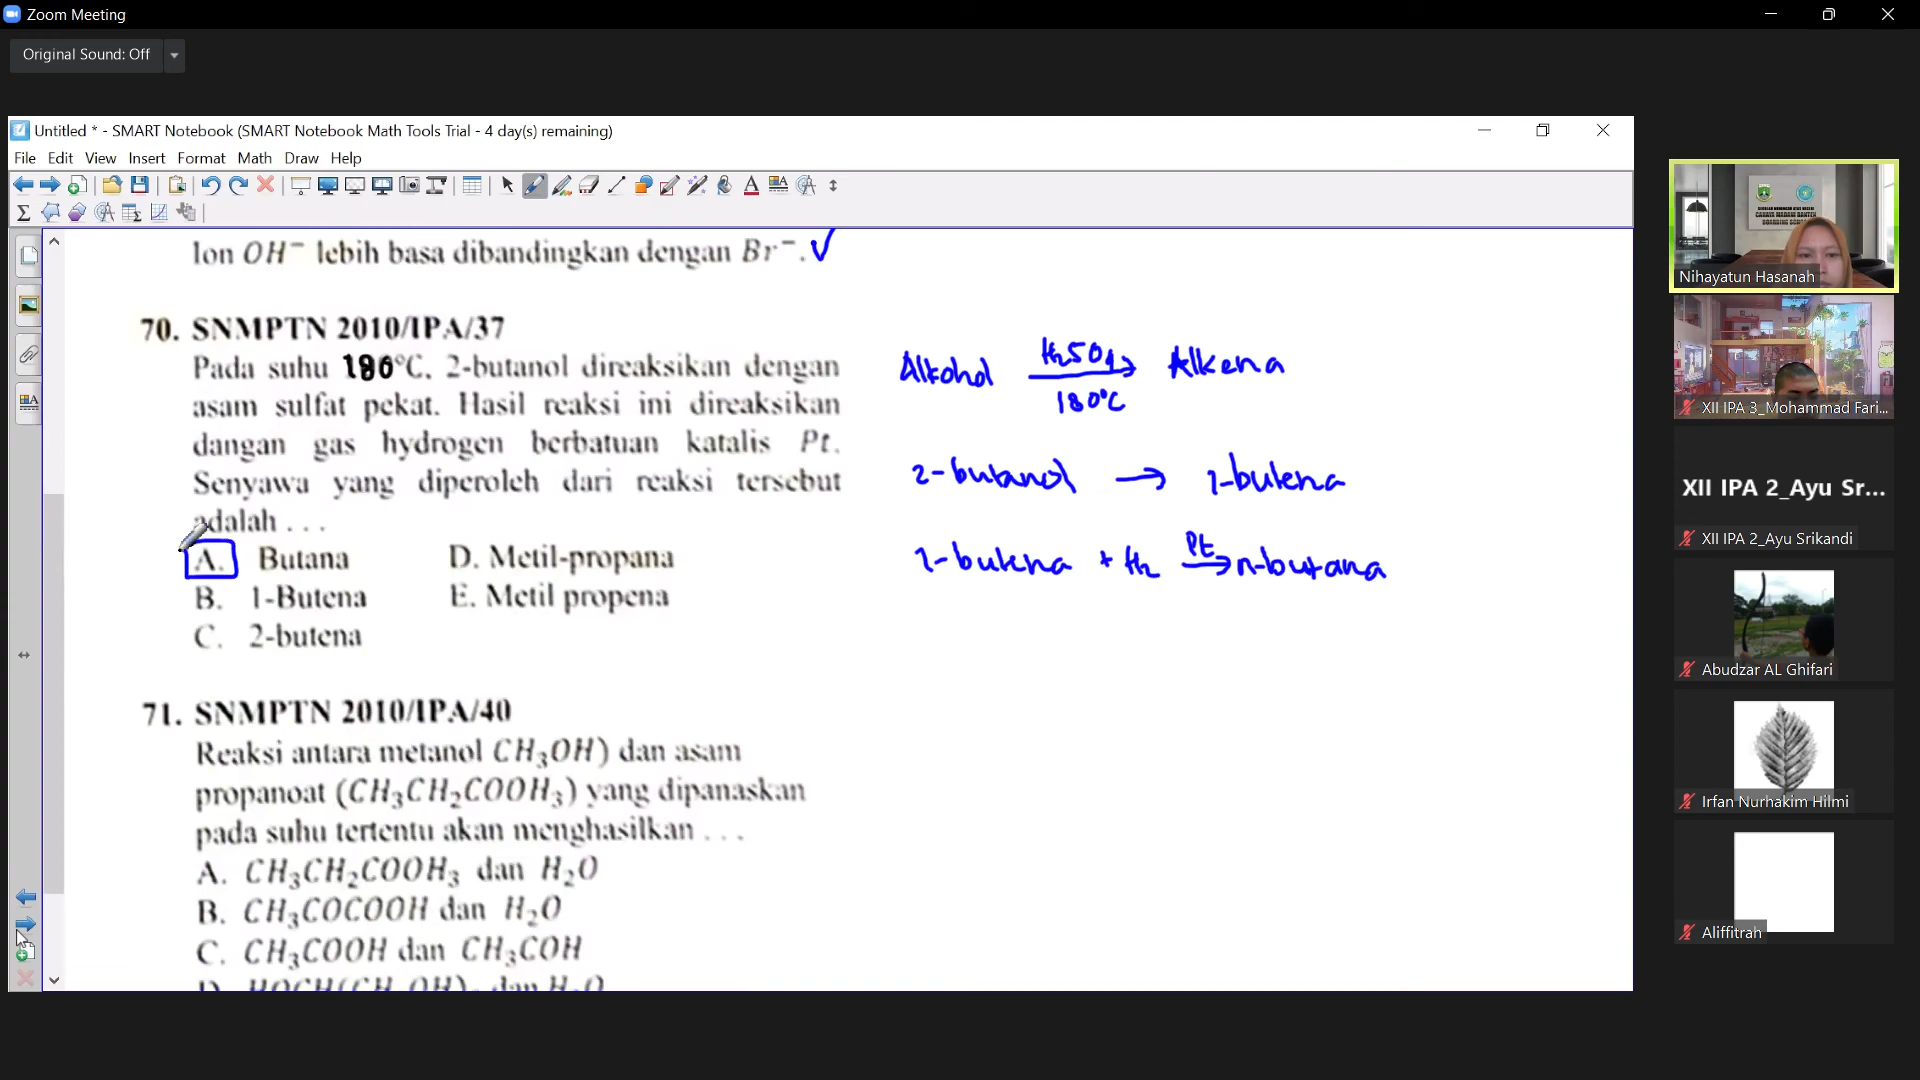 Zoom Meeting
Original Sound: Off
Untitled * - SMART Notebook (SMART Notebook Math Tools Trial - 4 day(s) remaining)
File Edit View Insert Format Math Draw Help
Ion OH⁻ lebih basa dibandingkan dengan Br⁻. ✓
70. SNMPTN 2010/IPA/37
Pada suhu 180°C, 2-butanol direaksikan dengan
asam sulfat pekat. Hasil reaksi ini direaksikan
dangan gas hydrogen berbatuan katalis Pt.
Senyawa yang diperoleh dari reaksi tersebut
adalah . . .
A. Butana D. Metil-propana
B. 1-Butena E. Metil propena
C. 2-butena
Alkohol H₂SO₄ → 180°C Alkena
2-butanol → 1-butena
1-butena + H₂ Pt → n-butana
71. SNMPTN 2010/IPA/40
Reaksi antara metanol CH₃OH) dan asam
propanoat (CH₃CH₂COOH₃) yang dipanaskan
pada suhu tertentu akan menghasilkan . . .
A. CH₃CH₂COOH₃ dan H₂O
B. CH₃COCOOH dan H₂O
C. CH₃COOH dan CH₃COH
Nihayatun Hasanah
XII IPA 3_Mohammad Fari...
XII IPA 2_Ayu Sr...
XII IPA 2_Ayu Srikandi
Abudzar AL Ghifari
Irfan Nurhakim Hilmi
Aliffitrah